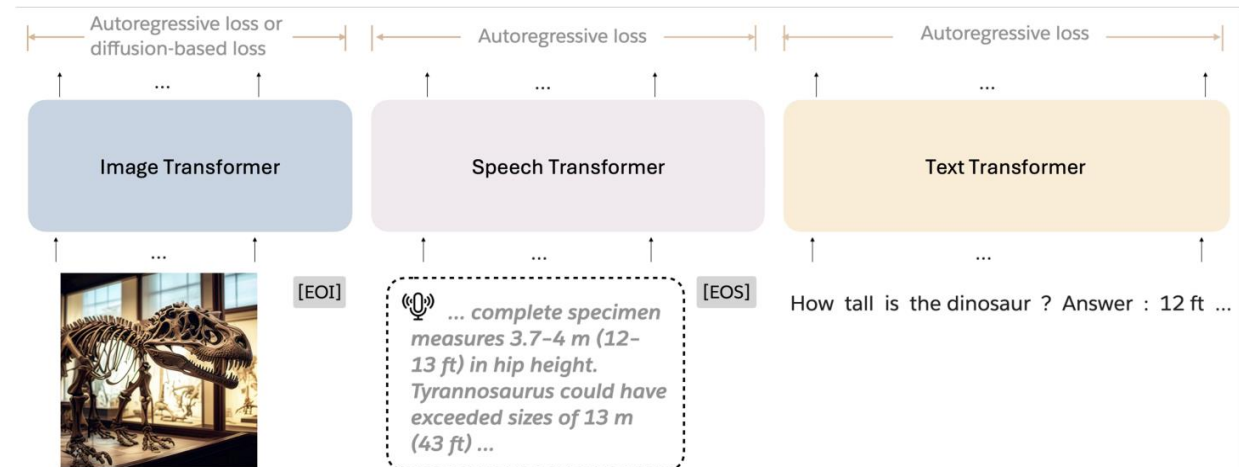 Autoregressive loss or
diffusion-based loss
Autoregressive loss
Autoregressive loss
...
...
...
Image Transformer
Speech Transformer
Text Transformer
...
...
...
[EOI]
... complete specimen
measures 3.7–4 m (12–
13 ft) in hip height.
Tyrannosaurus could have
exceeded sizes of 13 m
(43 ft) ...
[EOS]
How tall is the dinosaur ? Answer : 12 ft ...